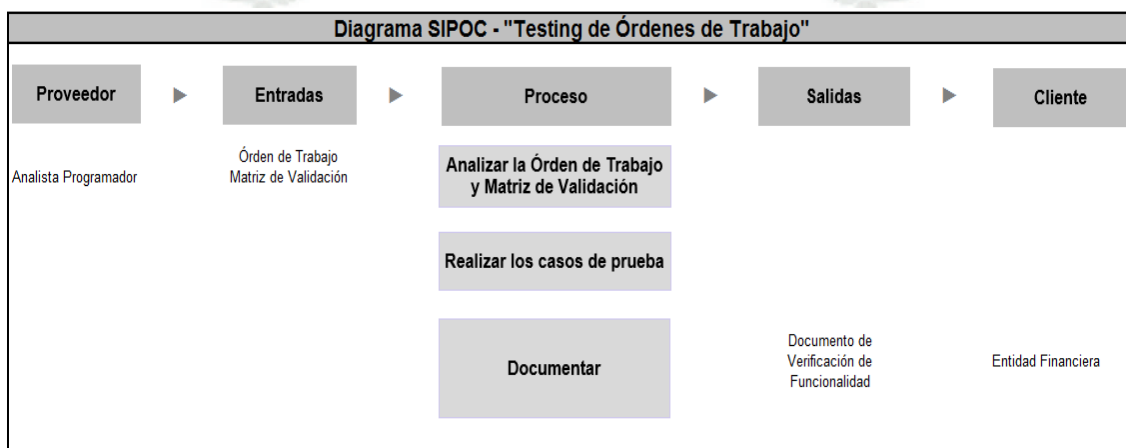 Diagrama SIPOC - "Testing de Órdenes de Trabajo"
Proveedor
Entradas
Proceso
Salidas
Cliente
Analista Programador
Órden de Trabajo
Matriz de Validación
Analizar la Órden de Trabajo
y Matriz de Validación
Realizar los casos de prueba
Documentar
Documento de
Verificación de
Funcionalidad
Entidad Financiera